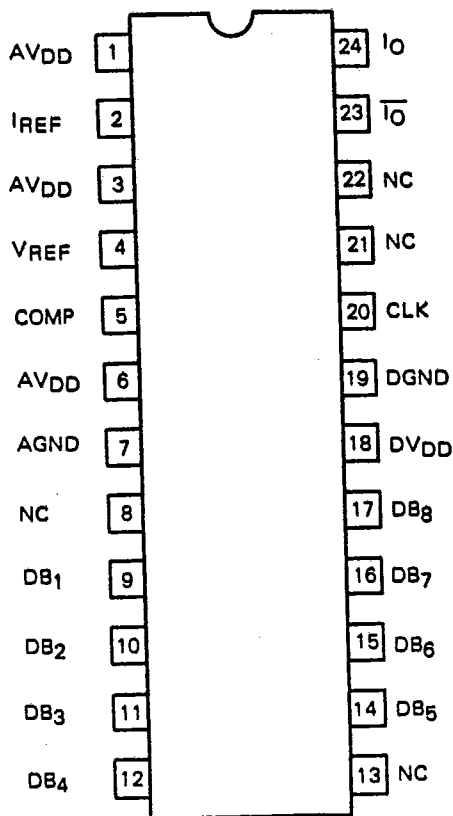 AVDD 1 24 IO
IREF 2 23 IO
AVDD 3 22 NC
VREF 4 21 NC
COMP 5 20 CLK
AVDD 6 19 DGND
AGND 7 18 DVDD
NC 8 17 DB8
DB1 9 16 DB7
DB2 10 15 DB6
DB3 11 14 DB5
DB4 12 13 NC